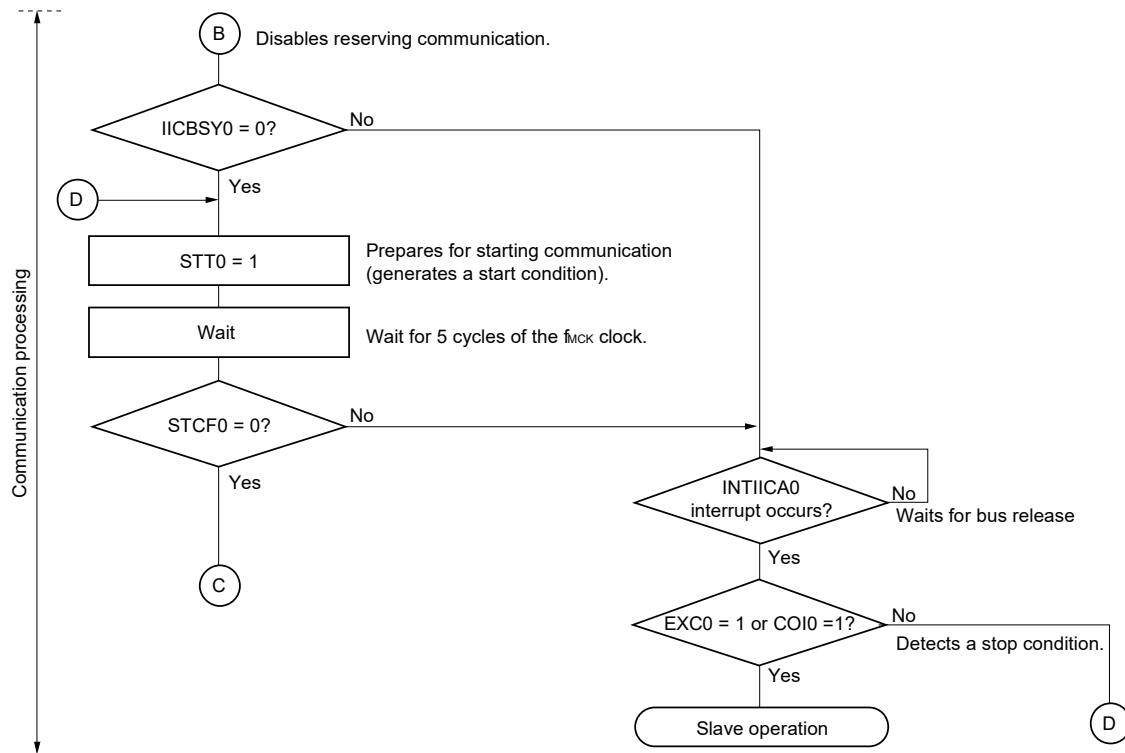 B
Disables reserving communication.
IICBSY0 = 0?
No
Yes
D
STT0 = 1
Prepares for starting communication
(generates a start condition).
Wait
Wait for 5 cycles of the fMCK clock.
STCF0 = 0?
No
Yes
C
INTIICA0
interrupt occurs?
No
Waits for bus release
Yes
EXC0 = 1 or COI0 =1?
No
Detects a stop condition.
Yes
Slave operation
D
Communication processing